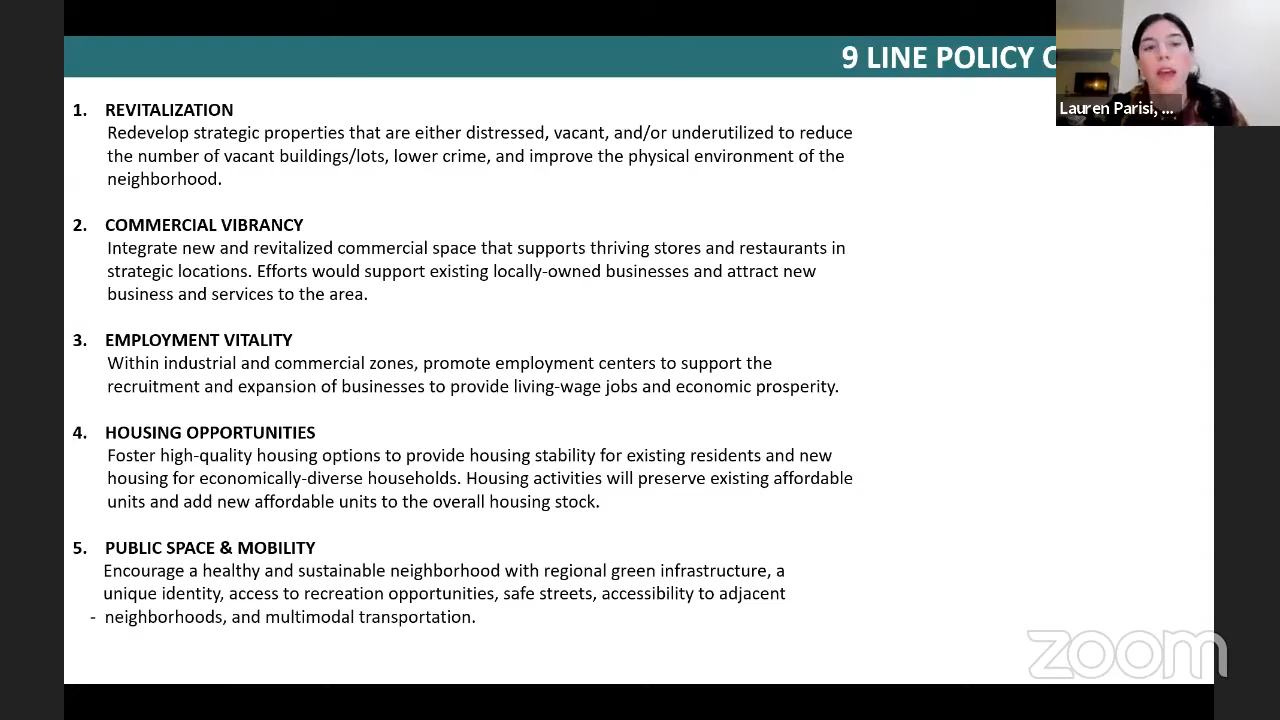 9 LINE POLICY
Lauren Parisi, ...
1. REVITALIZATION
Redevelop strategic properties that are either distressed, vacant, and/or underutilized to reduce
the number of vacant buildings/lots, lower crime, and improve the physical environment of the
neighborhood.
2. COMMERCIAL VIBRANCY
Integrate new and revitalized commercial space that supports thriving stores and restaurants in
strategic locations. Efforts would support existing locally-owned businesses and attract new
business and services to the area.
3. EMPLOYMENT VITALITY
Within industrial and commercial zones, promote employment centers to support the
recruitment and expansion of businesses to provide living-wage jobs and economic prosperity.
4. HOUSING OPPORTUNITIES
Foster high-quality housing options to provide housing stability for existing residents and new
housing for economically-diverse households. Housing activities will preserve existing affordable
units and add new affordable units to the overall housing stock.
5. PUBLIC SPACE & MOBILITY
Encourage a healthy and sustainable neighborhood with regional green infrastructure, a
unique identity, access to recreation opportunities, safe streets, accessibility to adjacent
- neighborhoods, and multimodal transportation.
zoom